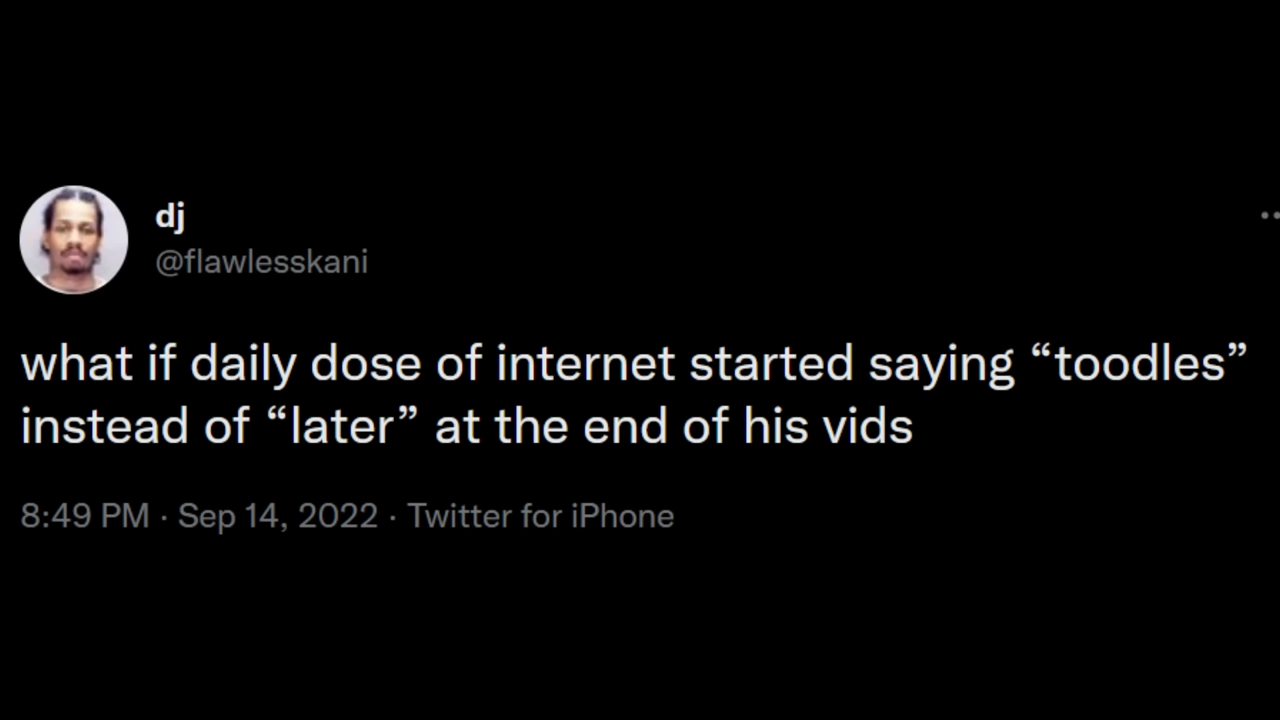 dj
@flawlesskani
what if daily dose of internet started saying “toodles”
instead of “later” at the end of his vids
8:49 PM · Sep 14, 2022 · Twitter for iPhone